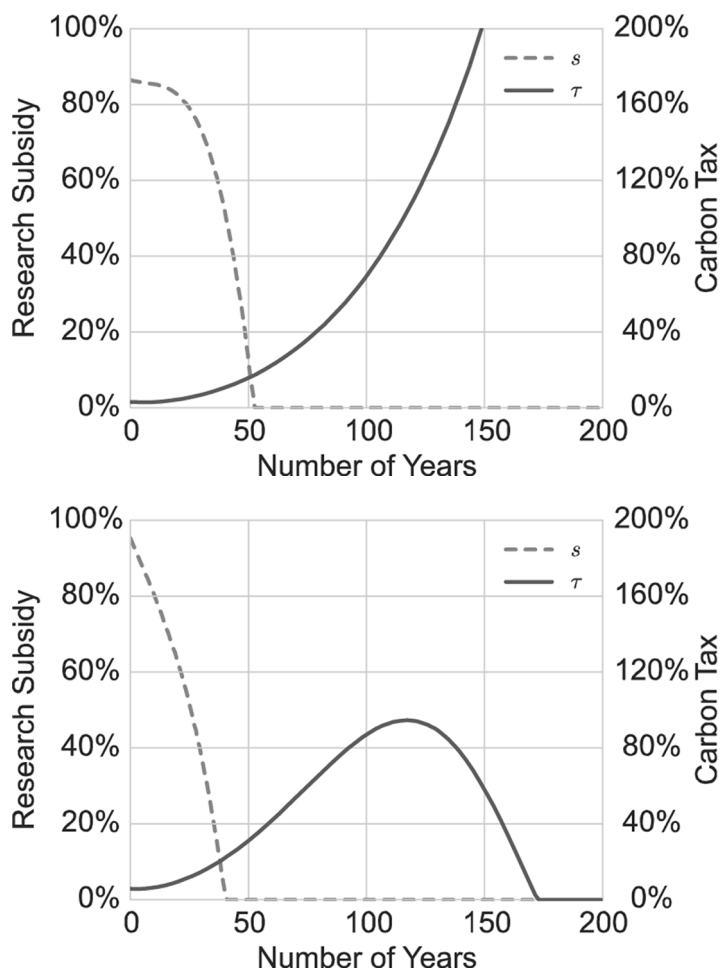 100% 200%
s
τ
80% 160%
60% 120%
40% 80%
20% 40%
0% 0%
0 50 100 150 200
Number of Years
Research Subsidy
Carbon Tax
100% 200%
s
τ
80% 160%
60% 120%
40% 80%
20% 40%
0% 0%
0 50 100 150 200
Number of Years
Research Subsidy
Carbon Tax